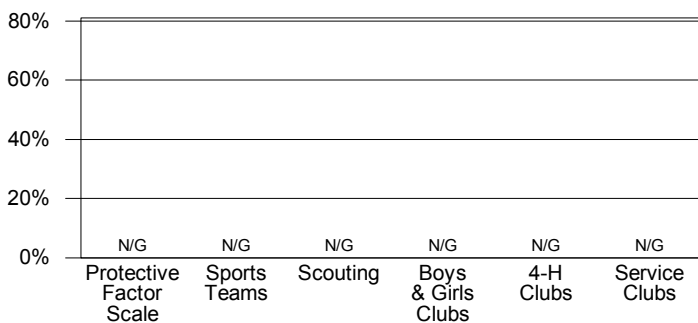 80%
60%
40%
20%
0%
N/G N/G N/G N/G N/G N/G
Protective Factor Scale
Sports Teams
Scouting
Boys & Girls Clubs
4-H Clubs
Service Clubs